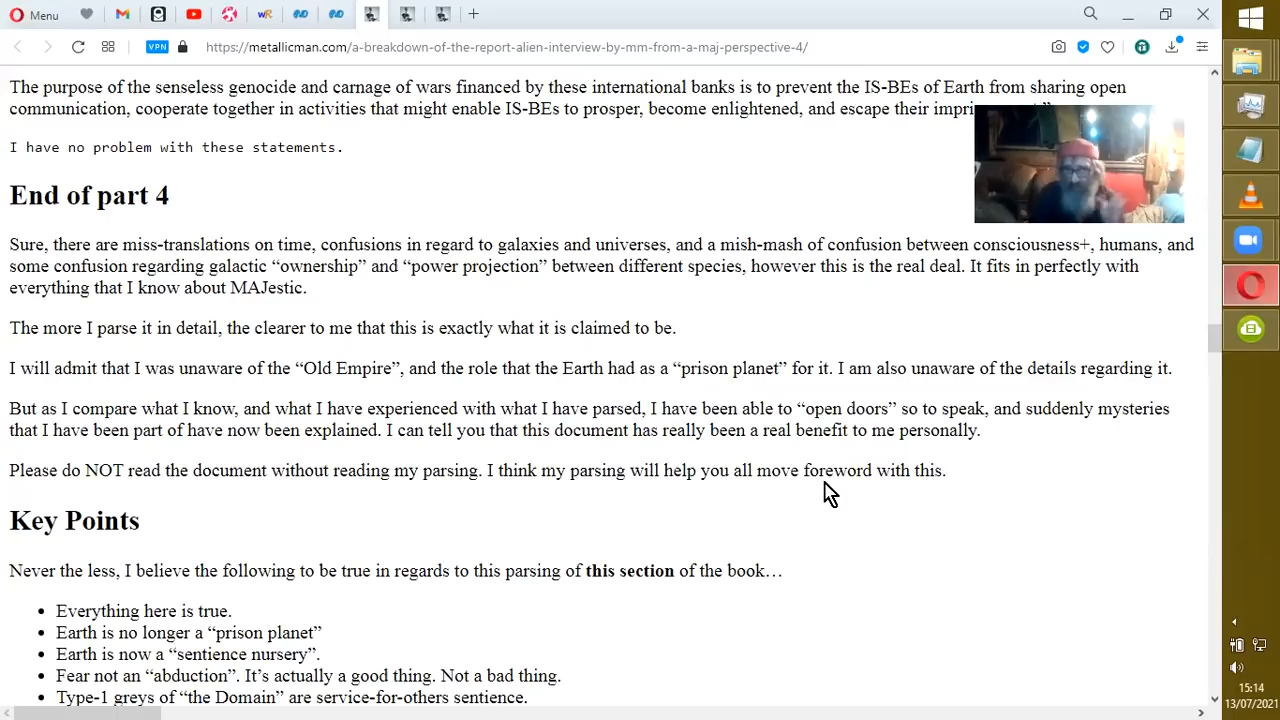 Menu
VPN
https://metallicman.com/a-breakdown-of-the-report-alien-interview-by-mm-from-a-maj-perspective-4/
The purpose of the senseless genocide and carnage of wars financed by these international banks is to prevent the IS-BEs of Earth from sharing open
communication, cooperate together in activities that might enable IS-BEs to prosper, become enlightened, and escape their
I have no problem with these statements.
End of part 4
Sure, there are miss-translations on time, confusions in regard to galaxies and universes, and a mish-mash of confusion between consciousness+, humans, and
some confusion regarding galactic “ownership” and “power projection” between different species, however this is the real deal. It fits in perfectly with
everything that I know about MAJestic.
The more I parse it in detail, the clearer to me that this is exactly what it is claimed to be.
I will admit that I was unaware of the “Old Empire”, and the role that the Earth had as a “prison planet” for it. I am also unaware of the details regarding it.
But as I compare what I know, and what I have experienced with what I have parsed, I have been able to “open doors” so to speak, and suddenly mysteries
that I have been part of have now been explained. I can tell you that this document has really been a real benefit to me personally.
Please do NOT read the document without reading my parsing. I think my parsing will help you all move foreword with this.
Key Points
Never the less, I believe the following to be true in regards to this parsing of this section of the book…
• Everything here is true.
• Earth is no longer a “prison planet”
• Earth is now a “sentience nursery”.
• Fear not an “abduction”. It’s actually a good thing. Not a bad thing.
• Type-1 greys of “the Domain” are service-for-others sentience.
15:14
13/07/2021